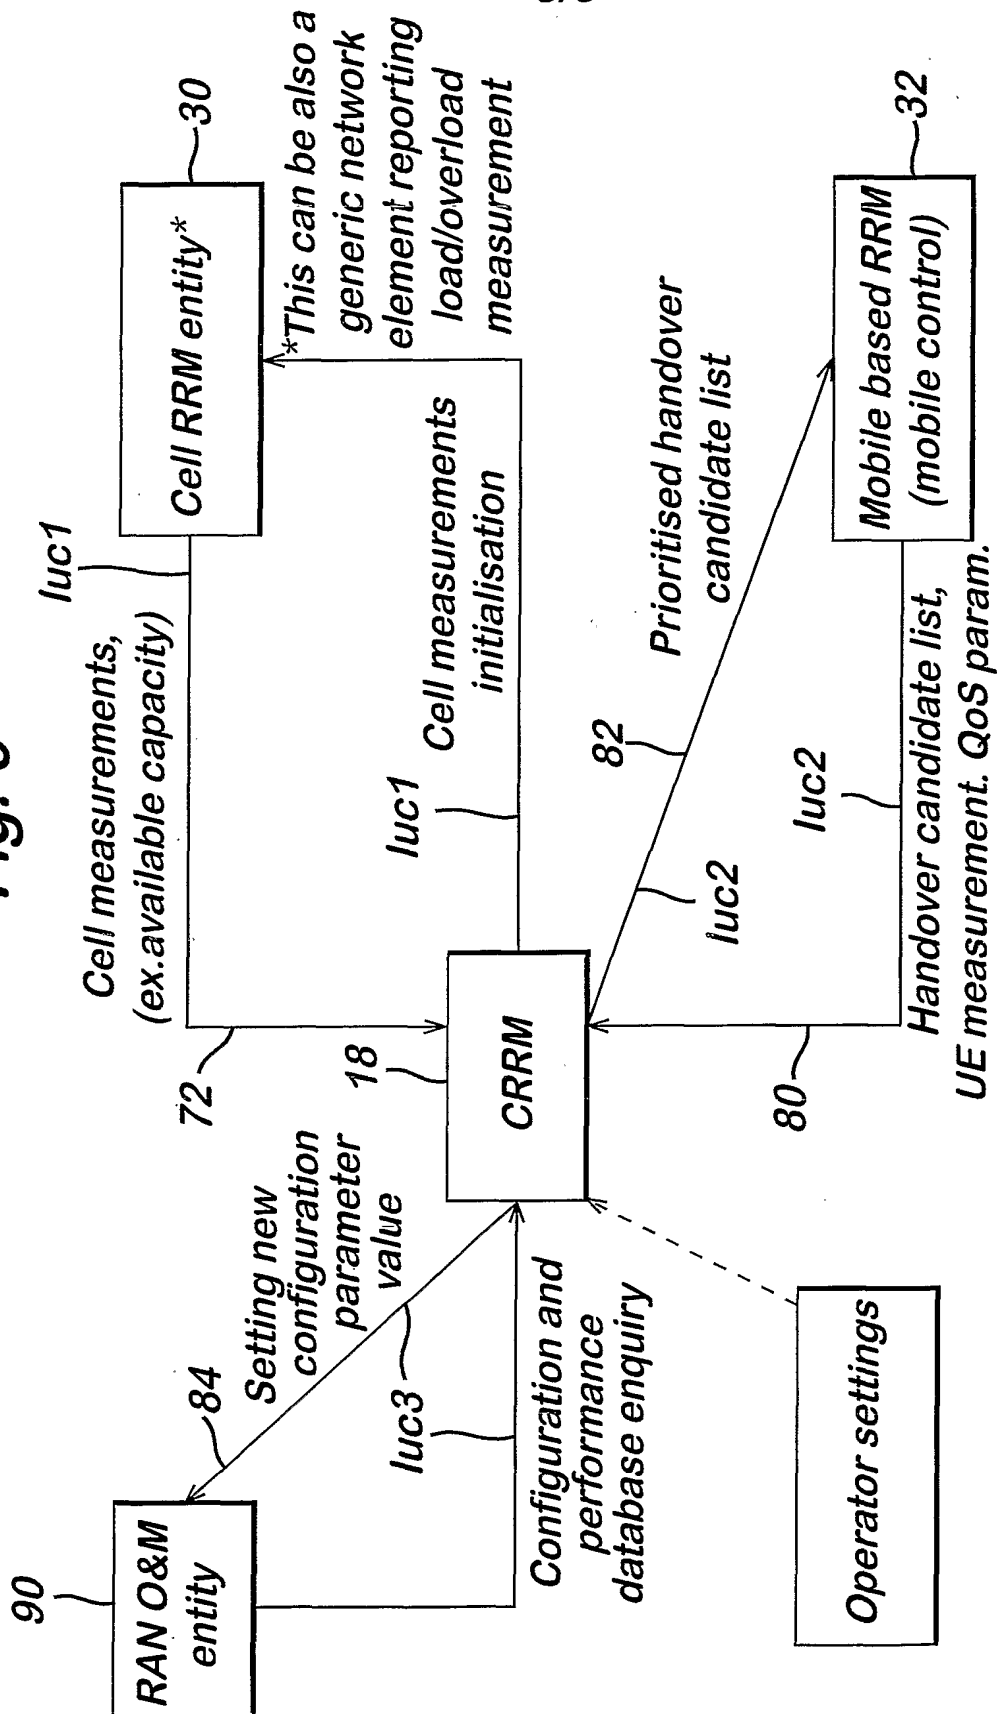 Fig.
90
RAN O&M
entity
84
Setting new
configuration
parameter
value
Iuc3
Configuration and
performance
database enquiry
Operator settings
72
Cell measurements,
(ex.available capacity)
Iuc1
18
CRRM
Iuc1
Cell measurements
initialisation
30
Cell RRM entity*
*This can be also a
generic network
element reporting
load/overload
measurement
82
Prioritised handover
candidate list
Iuc2
80
Iuc2
Handover candidate list,
UE measurement. QoS param.
32
Mobile based RRM
(mobile control)